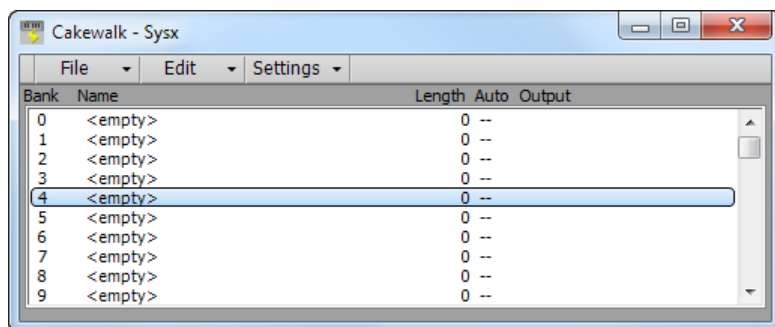 Cakewalk - Sysx
File Edit Settings
Bank Name Length Auto Output
0 <empty> 0 --
1 <empty> 0 --
2 <empty> 0 --
3 <empty> 0 --
4 <empty> 0 --
5 <empty> 0 --
6 <empty> 0 --
7 <empty> 0 --
8 <empty> 0 --
9 <empty> 0 --